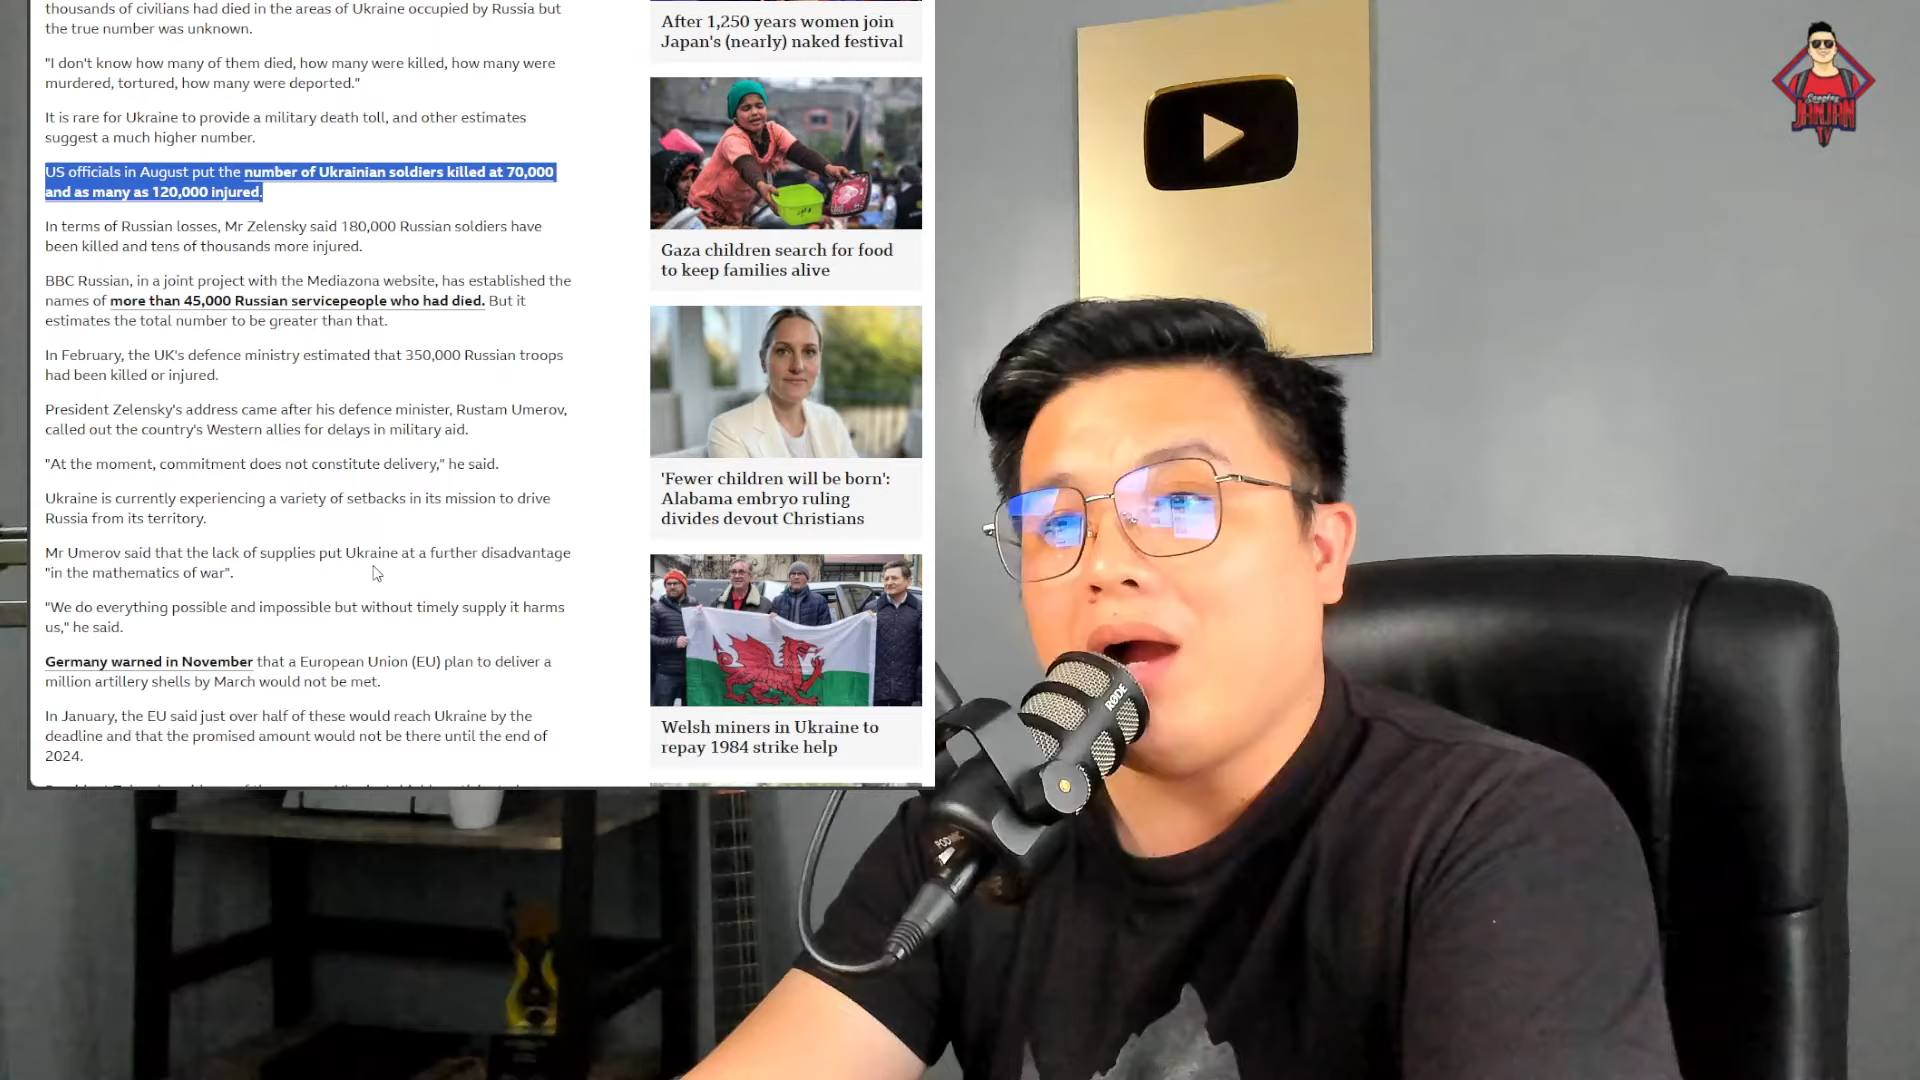 thousands of civilians had died in the areas of Ukraine occupied by Russia but
the true number was unknown.
"I don't know how many of them died, how many were killed, how many were
murdered, tortured, how many were deported."
It is rare for Ukraine to provide a military death toll, and other estimates
suggest a much higher number.
US officials in August put the number of Ukrainian soldiers killed at 70,000
and as many as 120,000 injured.
In terms of Russian losses, Mr Zelensky said 180,000 Russian soldiers have
been killed and tens of thousands more injured.
BBC Russian, in a joint project with the Mediazona website, has established the
names of more than 45,000 Russian servicepeople who had died. But it
estimates the total number to be greater than that.
In February, the UK's defence ministry estimated that 350,000 Russian troops
had been killed or injured.
President Zelensky's address came after his defence minister, Rustam Umerov,
called out the country's Western allies for delays in military aid.
"At the moment, commitment does not constitute delivery," he said.
Ukraine is currently experiencing a variety of setbacks in its mission to drive
Russia from its territory.
Mr Umerov said that the lack of supplies put Ukraine at a further disadvantage
"in the mathematics of war".
"We do everything possible and impossible but without timely supply it harms
us," he said.
Germany warned in November that a European Union (EU) plan to deliver a
million artillery shells by March would not be met.
In January, the EU said just over half of these would reach Ukraine by the
deadline and that the promised amount would not be there until the end of
2024.
After 1,250 years women join
Japan's (nearly) naked festival
Gaza children search for food
to keep families alive
'Fewer children will be born':
Alabama embryo ruling
divides devout Christians
Welsh miners in Ukraine to
repay 1984 strike help
JANJAN
TV
RØDE
PODMIC